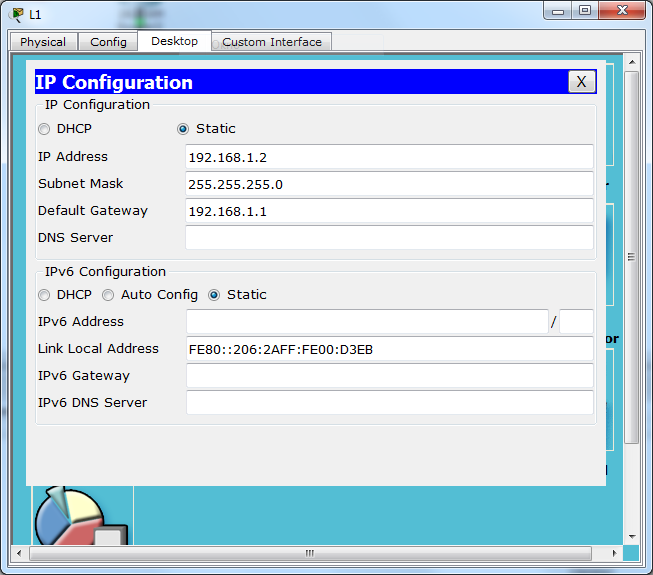 L1
Physical Config Desktop Custom Interface
IP Configuration X
IP Configuration
DHCP Static
IP Address 192.168.1.2
Subnet Mask 255.255.255.0
Default Gateway 192.168.1.1
DNS Server
IPv6 Configuration
DHCP Auto Config Static
IPv6 Address /
Link Local Address FE80::206:2AFF:FE00:D3EB
IPv6 Gateway
IPv6 DNS Server
or